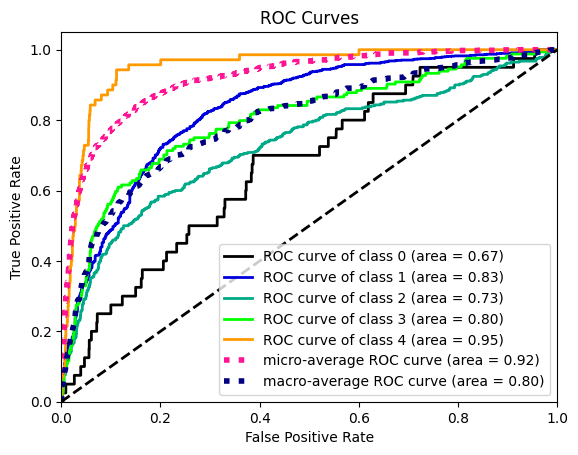 ROC Curves
True Positive Rate
1.0
0.8
0.6
0.4
0.2
0.0
ROC curve of class 0 (area = 0.67)
ROC curve of class 1 (area = 0.83)
ROC curve of class 2 (area = 0.73)
ROC curve of class 3 (area = 0.80)
ROC curve of class 4 (area = 0.95)
micro-average ROC curve (area = 0.92)
macro-average ROC curve (area = 0.80)
0.0 0.2 0.4 0.6 0.8 1.0
False Positive Rate